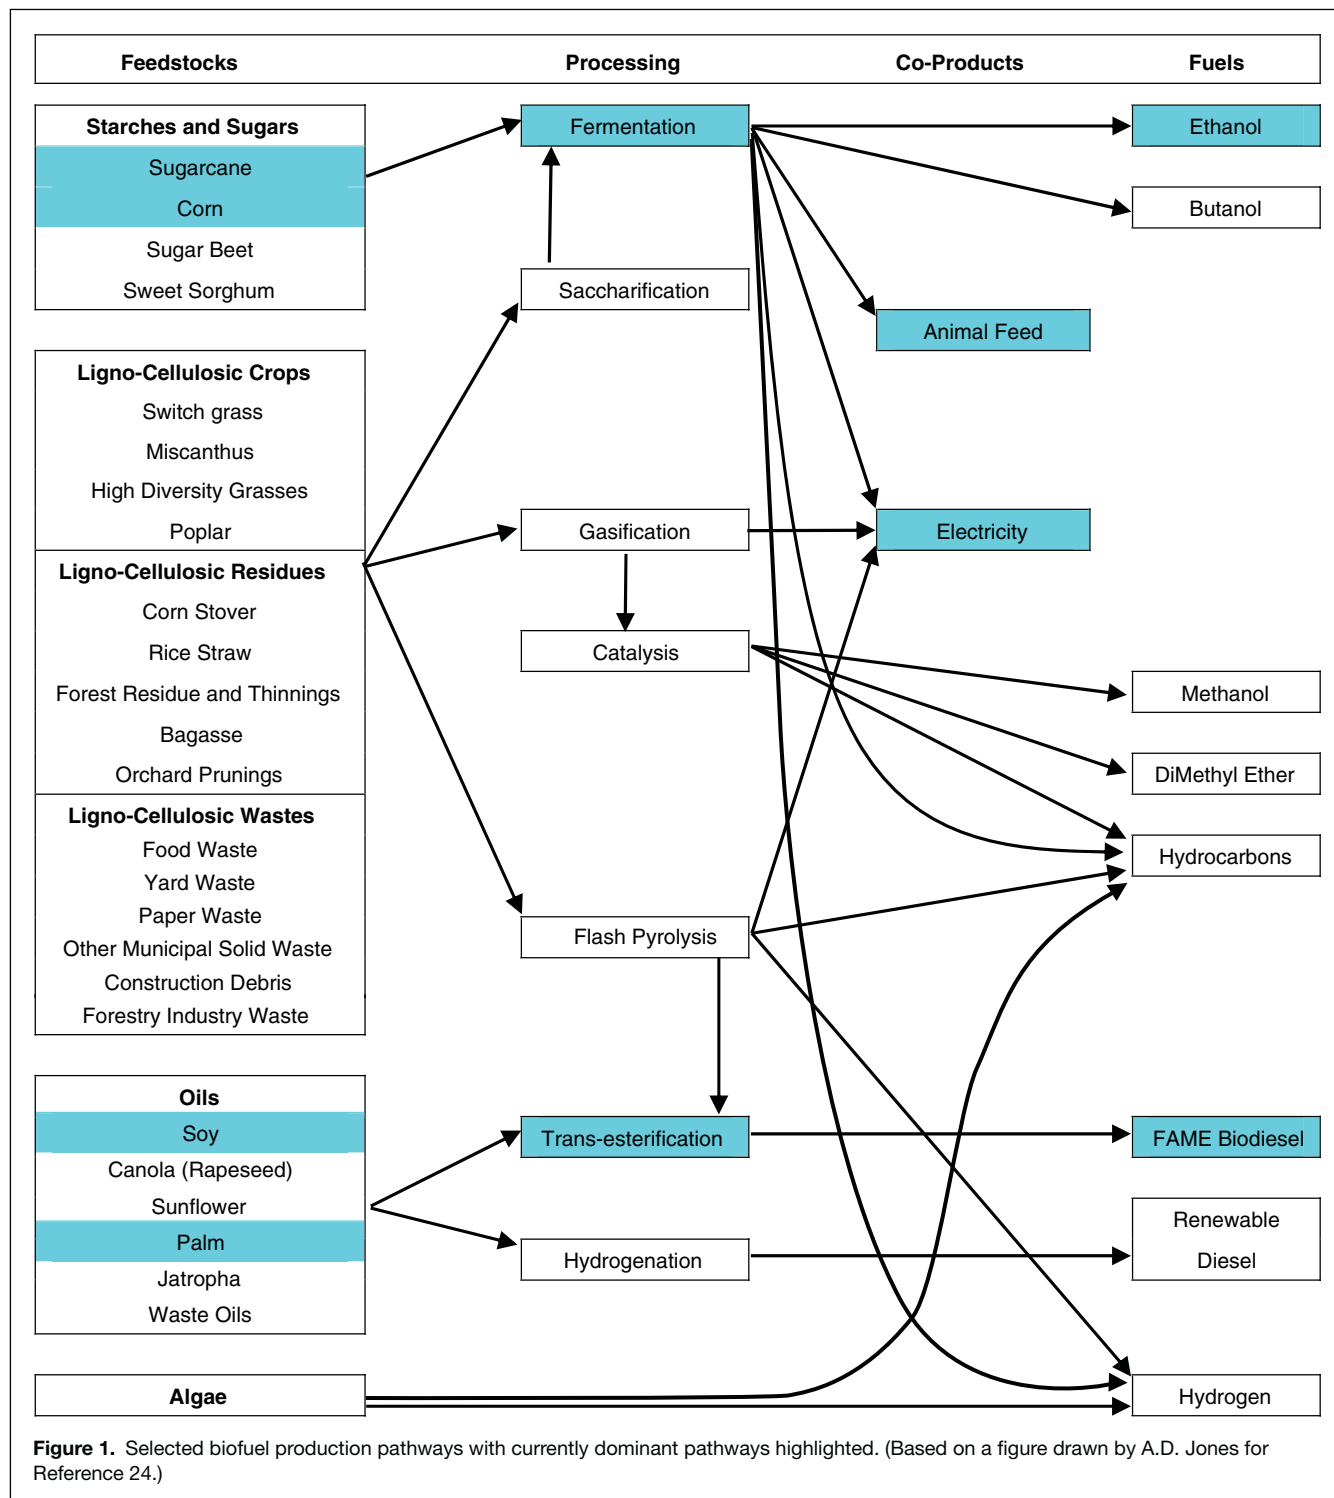 Feedstocks
Processing
Co-Products
Fuels
Starches and Sugars
Sugarcane
Corn
Sugar Beet
Sweet Sorghum
Ligno-Cellulosic Crops
Switch grass
Miscanthus
High Diversity Grasses
Poplar
Ligno-Cellulosic Residues
Corn Stover
Rice Straw
Forest Residue and Thinnings
Bagasse
Orchard Prunings
Ligno-Cellulosic Wastes
Food Waste
Yard Waste
Paper Waste
Other Municipal Solid Waste
Construction Debris
Forestry Industry Waste
Oils
Soy
Canola (Rapeseed)
Sunflower
Palm
Jatropha
Waste Oils
Algae
Fermentation
Saccharification
Gasification
Catalysis
Flash Pyrolysis
Trans-esterification
Hydrogenation
Animal Feed
Electricity
Ethanol
Butanol
Methanol
DiMethyl Ether
Hydrocarbons
FAME Biodiesel
Renewable
Diesel
Hydrogen
Figure 1. Selected biofuel production pathways with currently dominant pathways highlighted. (Based on a figure drawn by A.D. Jones for
Reference 24.)